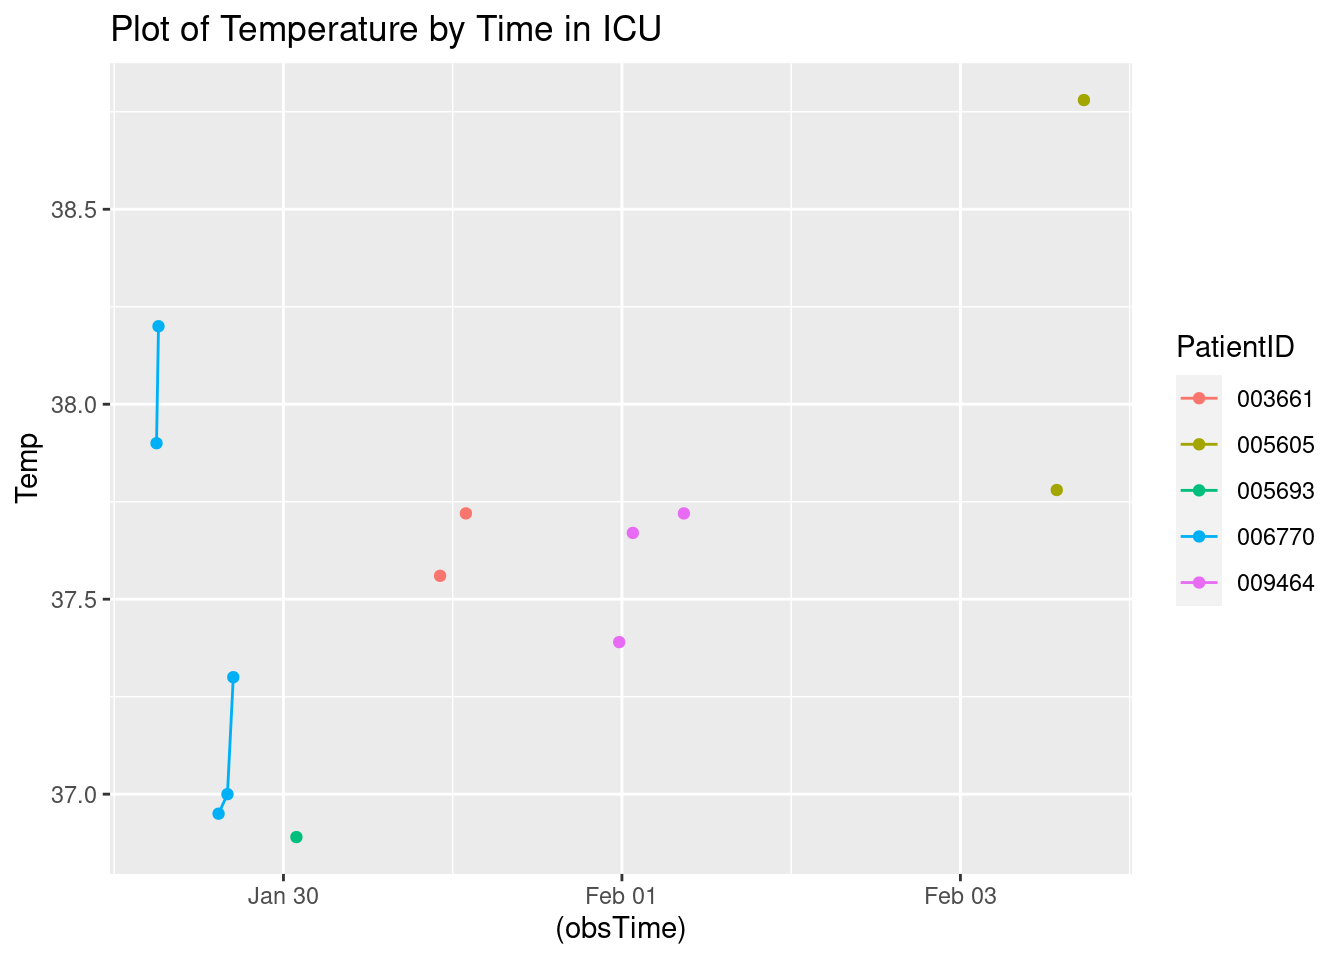 Plot of Temperature by Time in ICU
38.5
38.0
37.5
37.0
Temp
Jan 30
Feb 01
Feb 03
(obsTime)
PatientID
003661
005605
005693
006770
009464